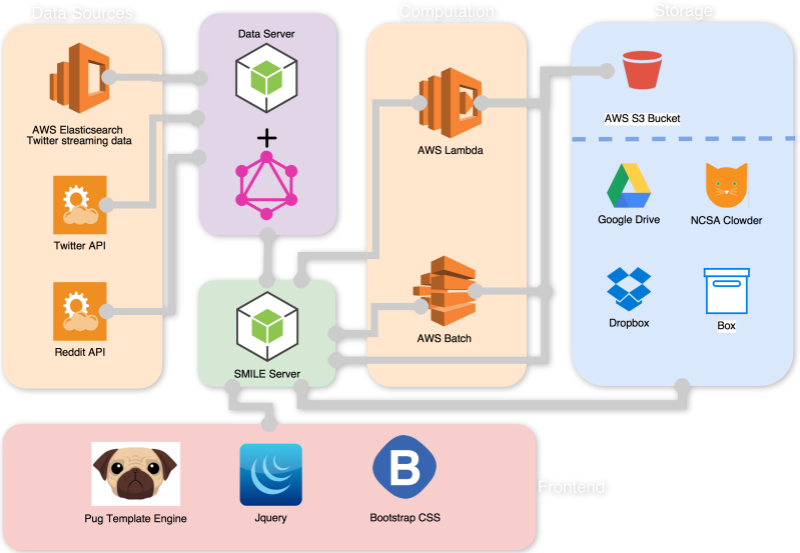 Data Sources
Computation
Storage
Data Server
AWS Elasticsearch
Twitter streaming data
Twitter API
Reddit API
+
SMILE Server
AWS Lambda
AWS Batch
AWS S3 Bucket
Google Drive
NCSA Clowder
Dropbox
Box
Frontend
Pug Template Engine
Jquery
B
Bootstrap CSS